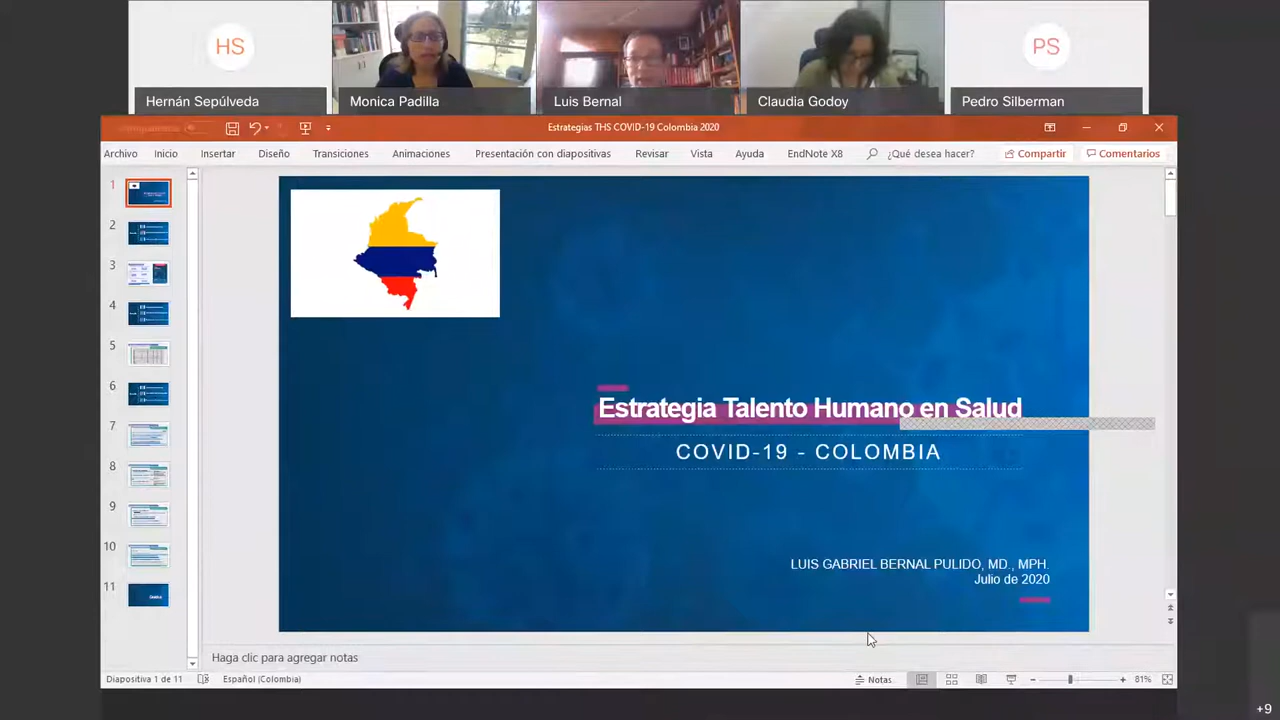 HS
PS
Hernán Sepúlveda
Monica Padilla
Luis Bernal
Claudia Godoy
Pedro Silberman
Estrategias THS COVID-19 Colombia 2020
Archivo Inicio Insertar Diseño Transiciones Animaciones Presentación con diapositivas Revisar Vista Ayuda EndNote X8 ¿Qué desea hacer? Compartir Comentarios
1
2
3
4
5
6
7
8
9
10
11
Estrategia Talento Humano en Salud
COVID-19 - COLOMBIA
LUIS GABRIEL BERNAL PULIDO, MD., MPH.
Julio de 2020
Haga clic para agregar notas
Diapositiva 1 de 11 Español (Colombia) Notas 81%
+9